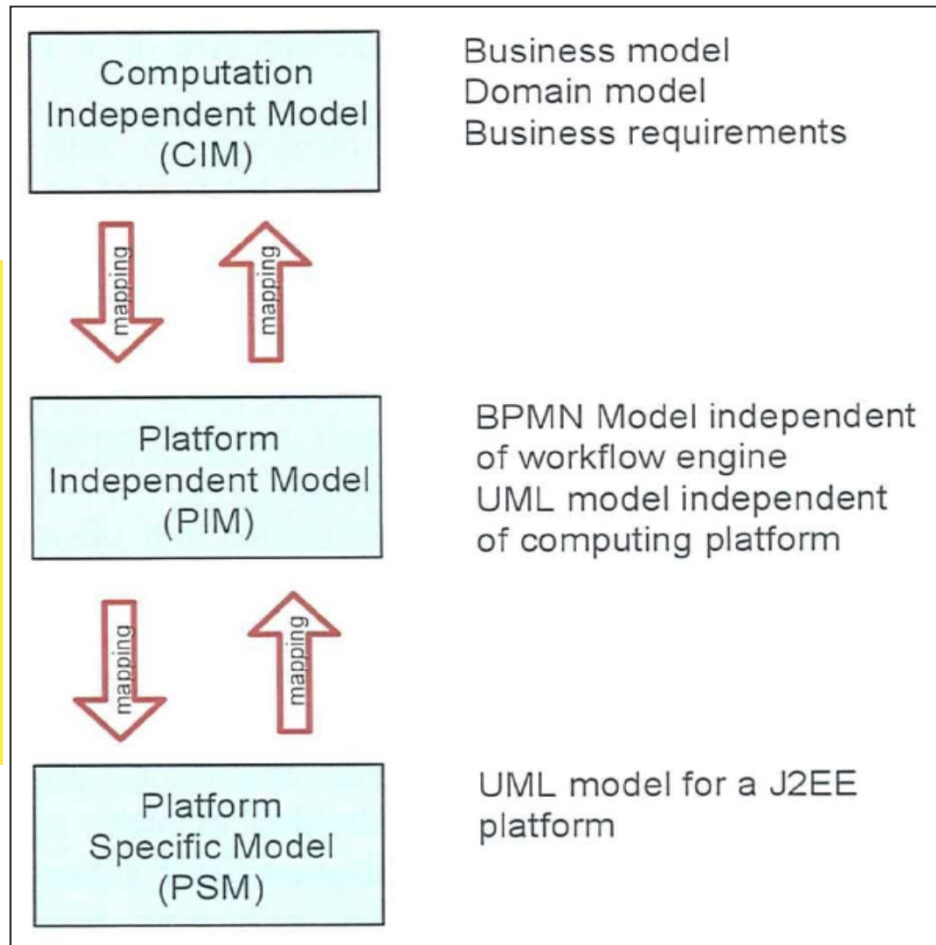 Computation
Independent Model
(CIM)
Business model
Domain model
Business requirements
mapping
mapping
Platform
Independent Model
(PIM)
BPMN Model independent
of workflow engine
UML model independent
of computing platform
mapping
mapping
Platform
Specific Model
(PSM)
UML model for a J2EE
platform